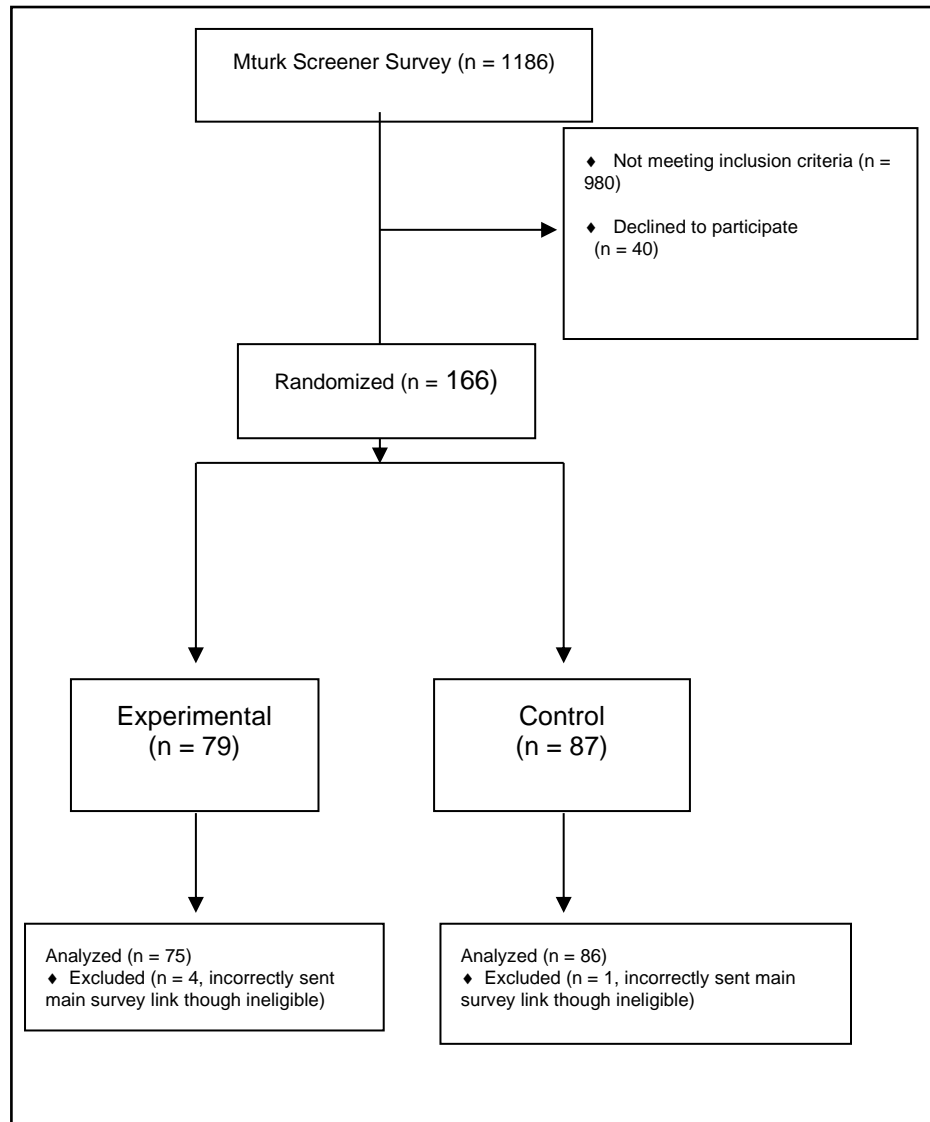 Mturk Screener Survey (n = 1186)
♦ Not meeting inclusion criteria (n =
980)
♦ Declined to participate
(n = 40)
Randomized (n = 166)
Experimental
(n = 79)
Control
(n = 87)
Analyzed (n = 75)
♦ Excluded (n = 4, incorrectly sent
main survey link though ineligible)
Analyzed (n = 86)
♦ Excluded (n = 1, incorrectly sent main
survey link though ineligible)